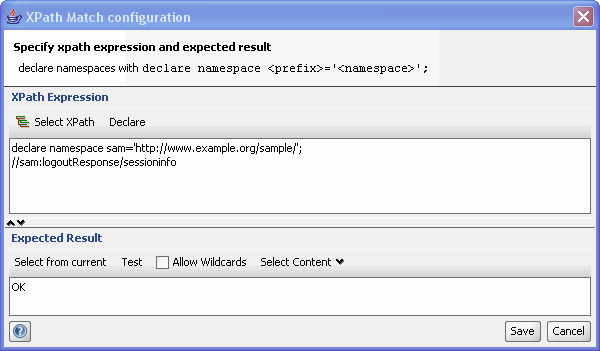 XPath Match configuration
Specify xpath expression and expected result
declare namespaces with declare namespace <prefix>='<namespace>';
XPath Expression
Select XPath Declare
declare namespace sam='http://www.example.org/sample/';
//sam:logoutResponse/sessioninfo
Expected Result
Select from current Test Allow Wildcards Select Content
OK
? Save Cancel